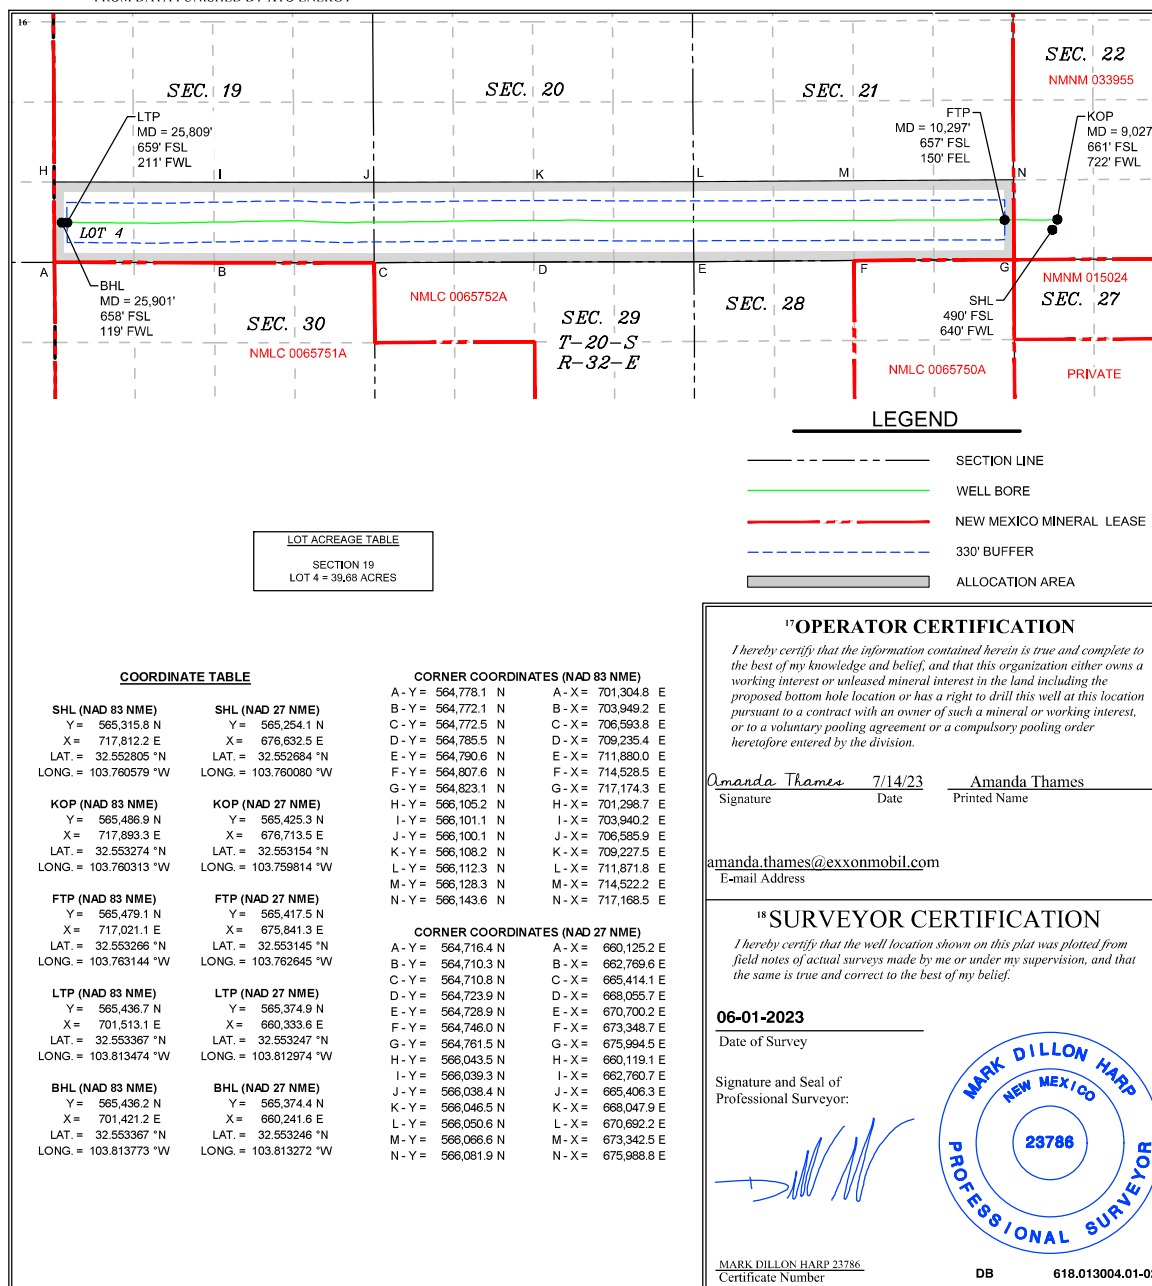 16
SEC. 19
SEC. 20
SEC. 21
SEC. 22
NMNM 033955
LTP
MD = 25,809'
659' FSL
211' FWL
FTP
MD = 10,297'
657' FSL
150' FEL
KOP
MD = 9,027
661' FSL
722' FWL
H
I
J
K
L
M
N
LOT 4
A
B
C
D
E
F
G
BHL
MD = 25,901'
658' FSL
119' FWL
SEC. 30
NMLC 0065751A
NMLC 0065752A
SEC. 29
T-20-S
R-32-E
SEC. 28
SHL
490' FSL
640' FWL
NMNM 015024
SEC. 27
NMLC 0065750A
PRIVATE
LEGEND
SECTION LINE
WELL BORE
NEW MEXICO MINERAL LEASE
330' BUFFER
ALLOCATION AREA
LOT ACREAGE TABLE
SECTION 19
LOT 4 = 39.68 ACRES
COORDINATE TABLE
SHL (NAD 83 NME) SHL (NAD 27 NME)
Y = 565,315.8 N Y = 565,254.1 N
X = 717,812.2 E X = 676,632.5 E
LAT. = 32.552805 °N LAT. = 32.552684 °N
LONG. = 103.760579 °W LONG. = 103.760080 °W
KOP (NAD 83 NME) KOP (NAD 27 NME)
Y = 565,486.9 N Y = 565,425.3 N
X = 717,893.3 E X = 676,713.5 E
LAT. = 32.553274 °N LAT. = 32.553154 °N
LONG. = 103.760313 °W LONG. = 103.759814 °W
FTP (NAD 83 NME) FTP (NAD 27 NME)
Y = 565,479.1 N Y = 565,417.5 N
X = 717,021.1 E X = 675,841.3 E
LAT. = 32.553266 °N LAT. = 32.553145 °N
LONG. = 103.763144 °W LONG. = 103.762645 °W
LTP (NAD 83 NME) LTP (NAD 27 NME)
Y = 565,436.7 N Y = 565,374.9 N
X = 701,513.1 E X = 660,333.6 E
LAT. = 32.553367 °N LAT. = 32.553247 °N
LONG. = 103.813474 °W LONG. = 103.812974 °W
BHL (NAD 83 NME) BHL (NAD 27 NME)
Y = 565,436.2 N Y = 565,374.4 N
X = 701,421.2 E X = 660,241.6 E
LAT. = 32.553367 °N LAT. = 32.553246 °N
LONG. = 103.813773 °W LONG. = 103.813272 °W
CORNER COORDINATES (NAD 83 NME)
A - Y = 564,778.1 N A - X = 701,304.8 E
B - Y = 564,772.1 N B - X = 703,949.2 E
C - Y = 564,772.5 N C - X = 706,593.8 E
D - Y = 564,785.5 N D - X = 709,235.4 E
E - Y = 564,790.6 N E - X = 711,880.0 E
F - Y = 564,807.6 N F - X = 714,528.5 E
G - Y = 564,823.1 N G - X = 717,174.3 E
H - Y = 566,105.2 N H - X = 701,298.7 E
I - Y = 566,101.1 N I - X = 703,940.2 E
J - Y = 566,100.1 N J - X = 706,585.9 E
K - Y = 566,108.2 N K - X = 709,227.5 E
L - Y = 566,112.3 N L - X = 711,871.8 E
M - Y = 566,128.3 N M - X = 714,522.2 E
N - Y = 566,143.6 N N - X = 717,168.5 E
CORNER COORDINATES (NAD 27 NME)
A - Y = 564,716.4 N A - X = 660,125.2 E
B - Y = 564,710.3 N B - X = 662,769.6 E
C - Y = 564,710.8 N C - X = 665,414.1 E
D - Y = 564,723.9 N D - X = 668,055.7 E
E - Y = 564,728.9 N E - X = 670,700.2 E
F - Y = 564,746.0 N F - X = 673,348.7 E
G - Y = 564,761.5 N G - X = 675,994.5 E
H - Y = 566,043.5 N H - X = 660,119.1 E
I - Y = 566,039.3 N I - X = 662,760.7 E
J - Y = 566,038.4 N J - X = 665,406.3 E
K - Y = 566,046.5 N K - X = 668,047.9 E
L - Y = 566,050.6 N L - X = 670,692.2 E
M - Y = 566,066.6 N M - X = 673,342.5 E
N - Y = 566,081.9 N N - X = 675,988.8 E
17 OPERATOR CERTIFICATION
I hereby certify that the information contained herein is true and complete to
the best of my knowledge and belief, and that this organization either owns a
working interest or unleased mineral interest in the land including the
proposed bottom hole location or has a right to drill this well at this location
pursuant to a contract with an owner of such a mineral or working interest,
or to a voluntary pooling agreement or a compulsory pooling order
heretofore entered by the division.
Amanda Thames 7/14/23 Amanda Thames
Signature Date Printed Name
amanda.thames@exxonmobil.com
E-mail Address
18 SURVEYOR CERTIFICATION
I hereby certify that the well location shown on this plat was plotted from
field notes of actual surveys made by me or under my supervision, and that
the same is true and correct to the best of my belief.
06-01-2023
Date of Survey
Signature and Seal of
Professional Surveyor:
MARK DILLON HARP
NEW MEXICO
23786
PROFESSIONAL SURVEYOR
MARK DILLON HARP 23786
Certificate Number
DB 618.013004.01-0